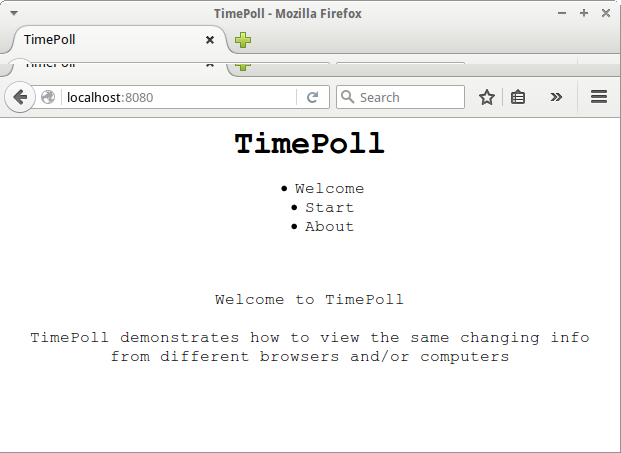 TimePoll - Mozilla Firefox
TimePoll
TimePoll
localhost:8080
Search
TimePoll
Welcome
Start
About
Welcome to TimePoll
TimePoll demonstrates how to view the same changing info
from different browsers and/or computers